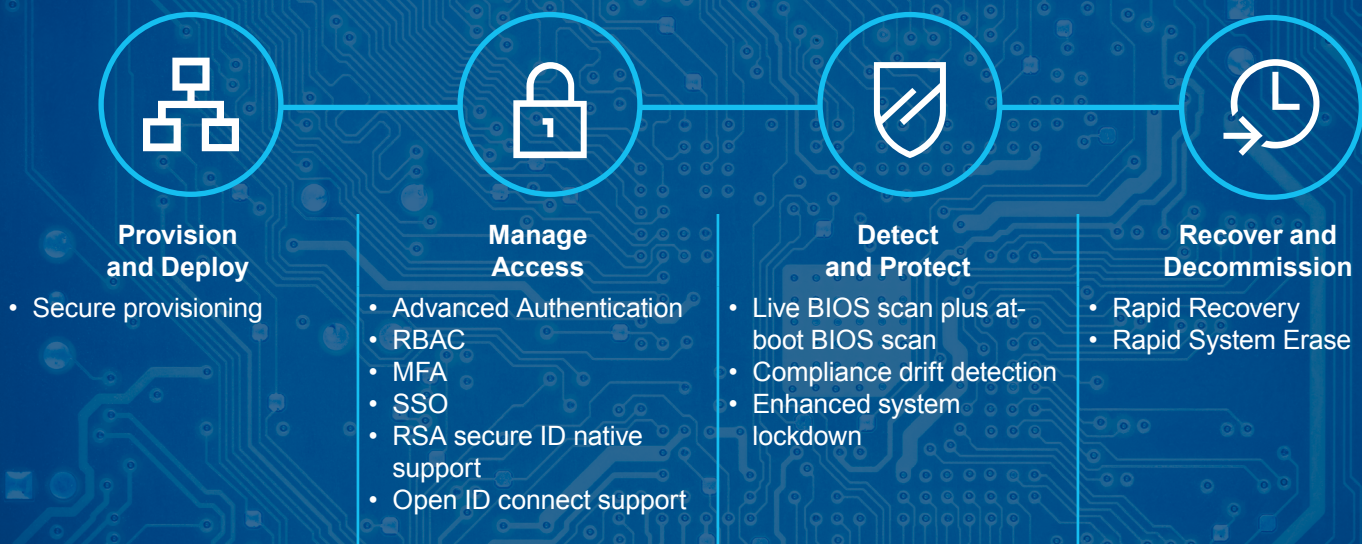 Provision
and Deploy
• Secure provisioning
Manage
Access
• Advanced Authentication
• RBAC
• MFA
• SSO
• RSA secure ID native
support
• Open ID connect support
Detect
and Protect
• Live BIOS scan plus at-
boot BIOS scan
• Compliance drift detection
• Enhanced system
lockdown
Recover and
Decommission
• Rapid Recovery
• Rapid System Erase